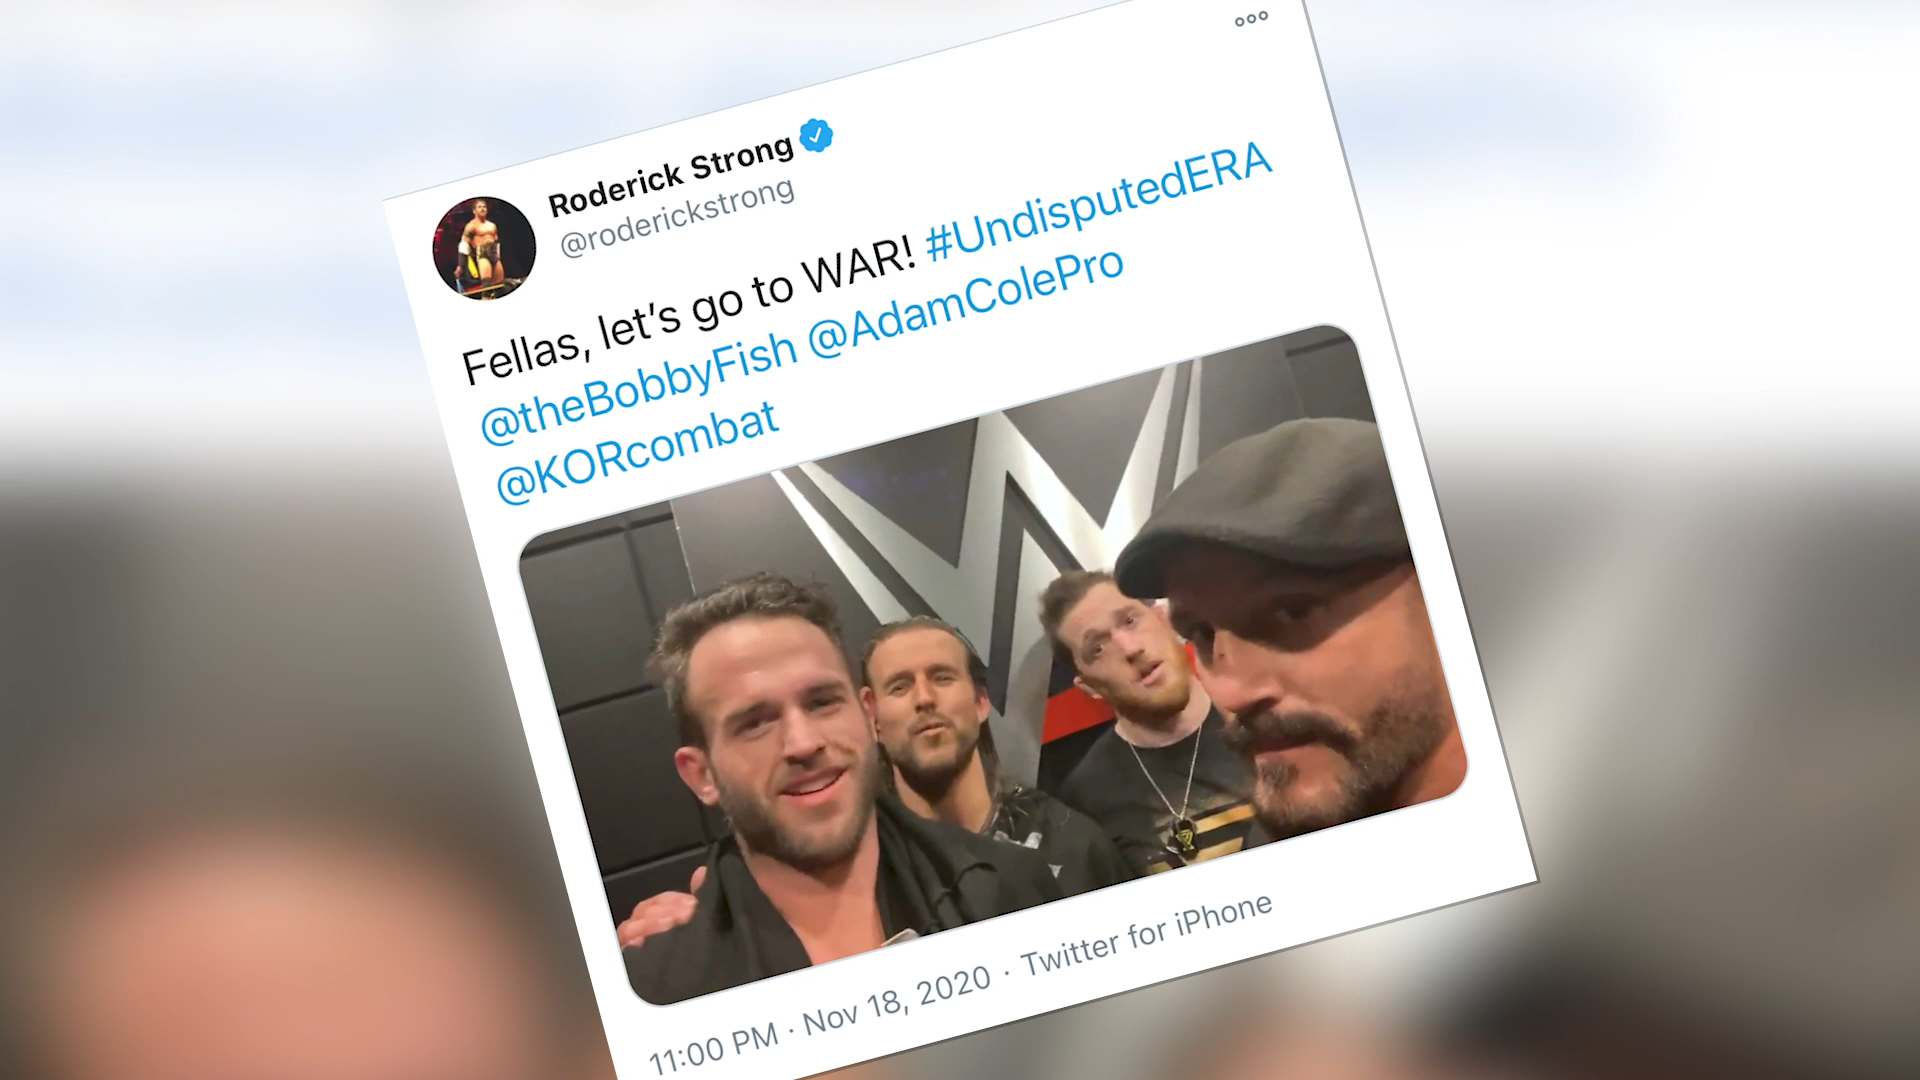 Roderick Strong
@roderickstrong
Fellas, let's go to WAR! #UndisputedERA
@theBobbyFish @AdamColePro
@KORcombat
11:00 PM · Nov 18, 2020 · Twitter for iPhone